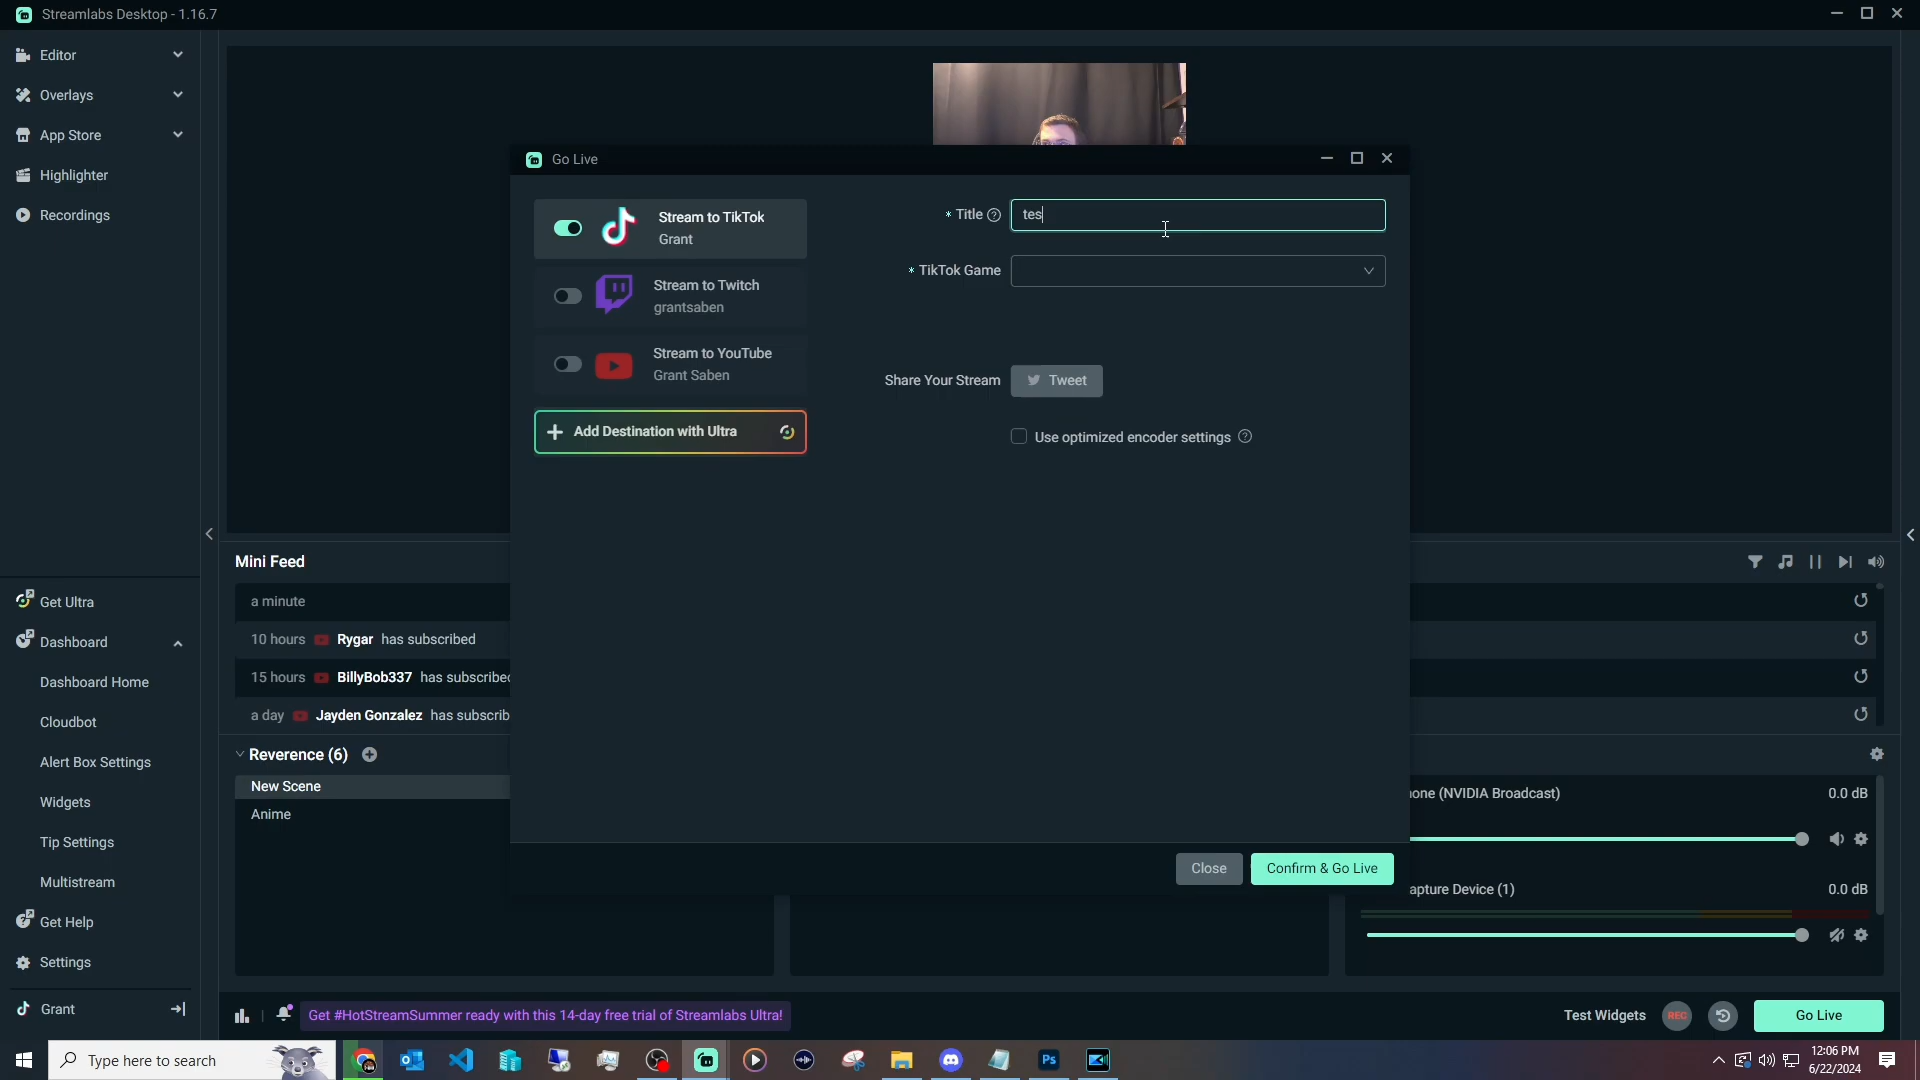 Streamlabs Desktop - 1.16.7
Editor
Overlays
App Store
Highlighter
Recordings
Get Ultra
Dashboard
Dashboard Home
Cloudbot
Alert Box Settings
Widgets
Tip Settings
Multistream
Get Help
Settings
Grant
Go Live
Stream to TikTok
Grant
Stream to Twitch
grantsaben
Stream to YouTube
Grant Saben
Add Destination with Ultra
* Title
tes
* TikTok Game
Share Your Stream
Tweet
Use optimized encoder settings
Close
Confirm & Go Live
Mini Feed
a minute
10 hours Rygar has subscribed
15 hours BillyBob337 has subscribed
a day Jayden Gonzalez has subscrib
Reverence (6)
New Scene
Anime
one (NVIDIA Broadcast) 0.0 dB
apture Device (1) 0.0 dB
Get #HotStreamSummer ready with this 14-day free trial of Streamlabs Ultra!
Test Widgets
REC
Go Live
Type here to search
Ps
12:06 PM
6/22/2024